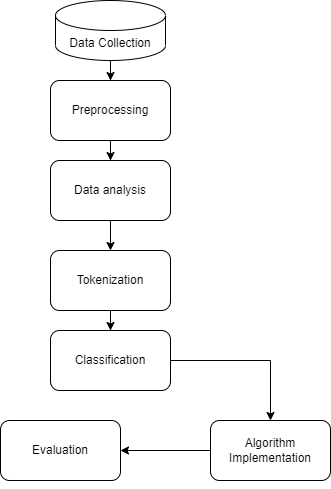 Data Collection
Preprocessing
Data analysis
Tokenization
Classification
Algorithm
Implementation
Evaluation